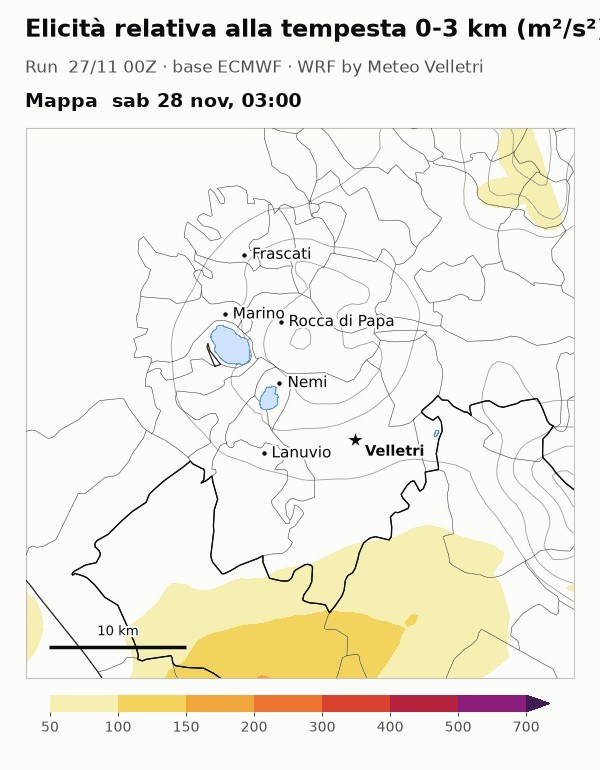 Elicità relativa alla tempesta 0-3 km (m²/s²)
Run  27/11 00Z · base ECMWF · WRF by Meteo Velletri
Mappa  sab 28 nov, 03:00
Frascati
Marino
Rocca di Papa
Nemi
Velletri
Lanuvio
10 km
50 100 150 200 300 400 500 700